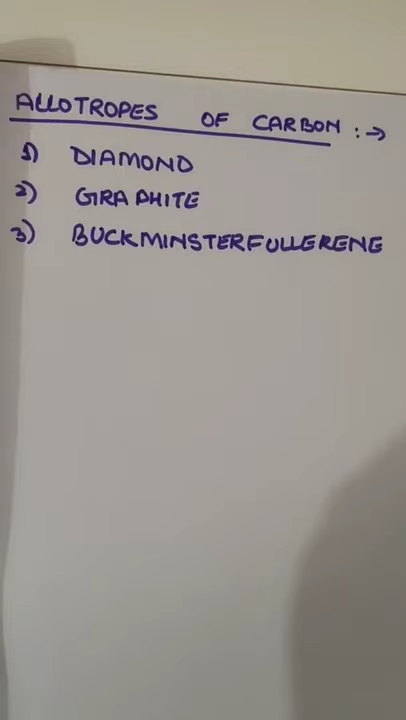 ALLOTROPES OF CARBON :→
1) DIAMOND
2) GRAPHITE
3) BUCKMINSTERFULLERENE